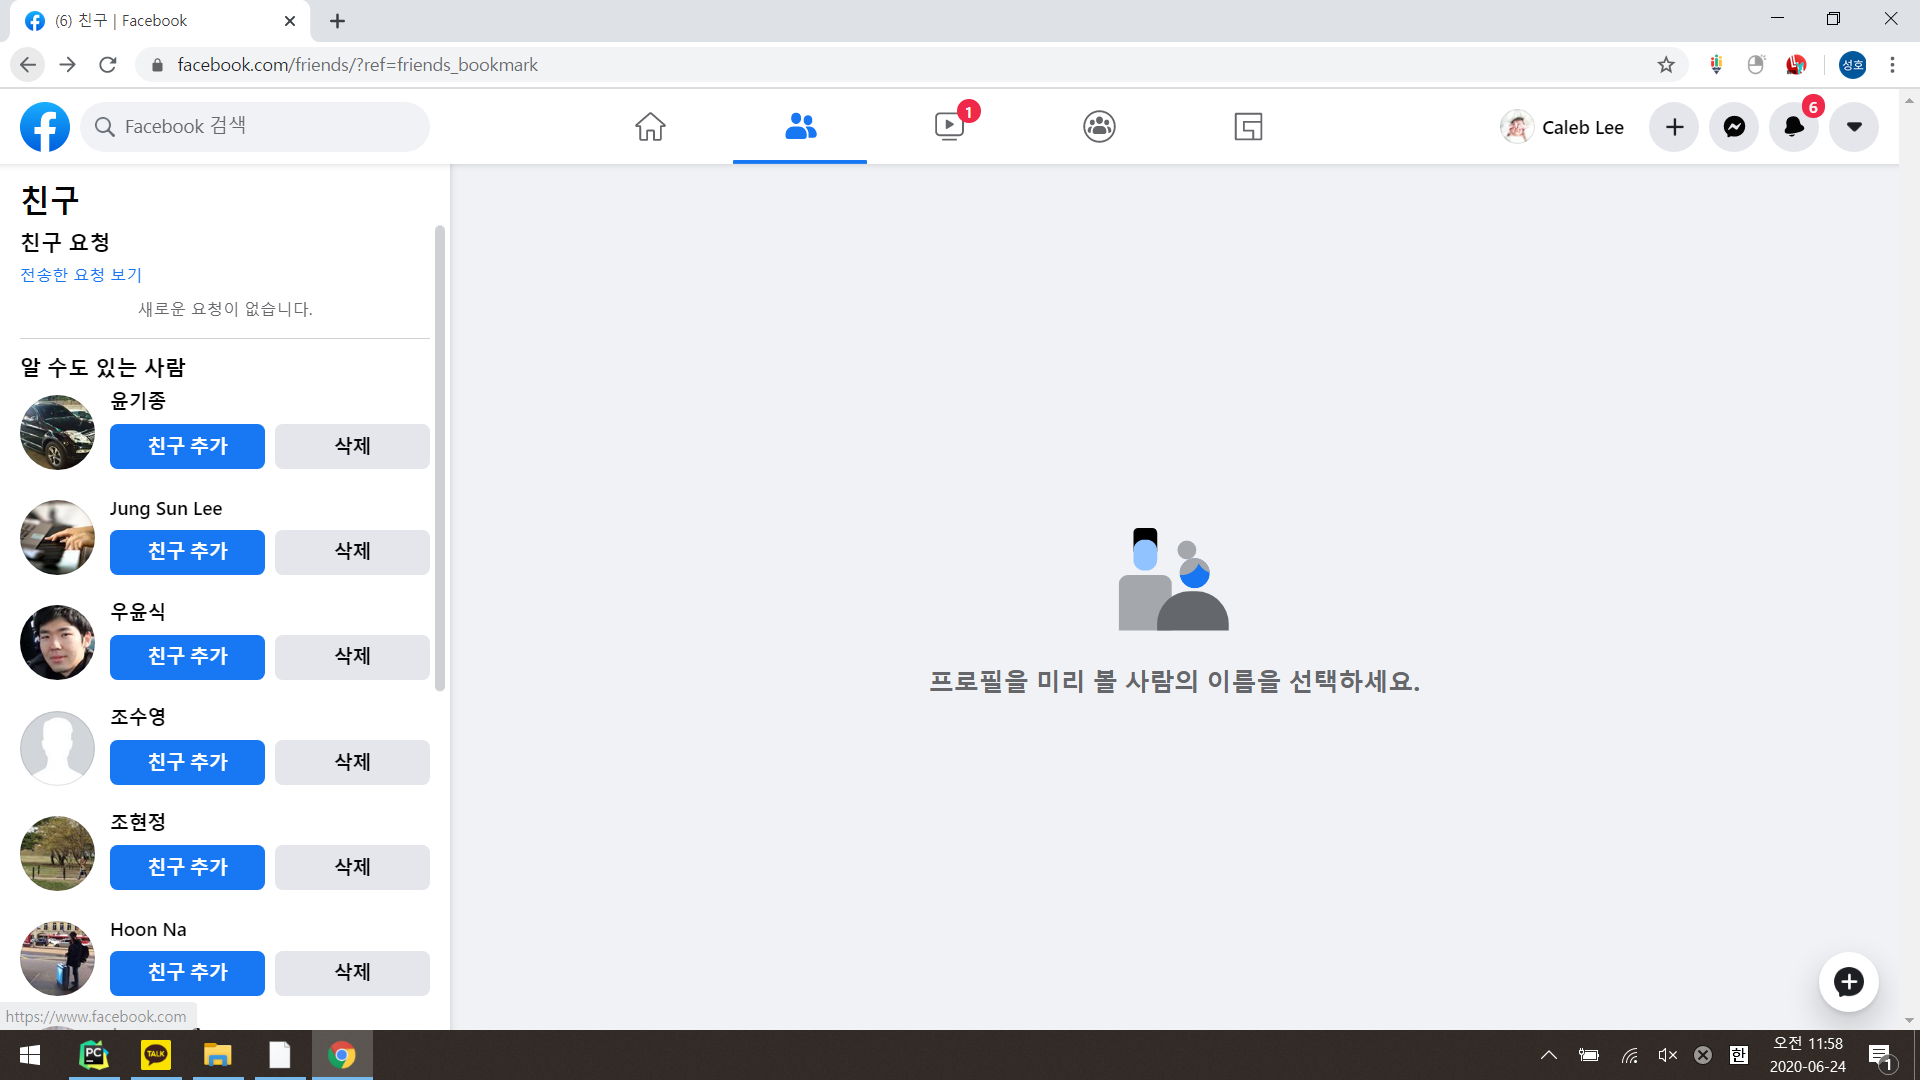 (6) 친구 | Facebook
facebook.com/friends/?ref=friends_bookmark
성호
Facebook 검색
1
Caleb Lee
6
친구
친구 요청
전송한 요청 보기
새로운 요청이 없습니다.
알 수도 있는 사람
윤기종
친구 추가 삭제
Jung Sun Lee
친구 추가 삭제
우윤식
친구 추가 삭제
조수영
친구 추가 삭제
조현정
친구 추가 삭제
Hoon Na
친구 추가 삭제
프로필을 미리 볼 사람의 이름을 선택하세요.
https://www.facebook.com
PC
TALK
한
오전 11:58
2020-06-24
1